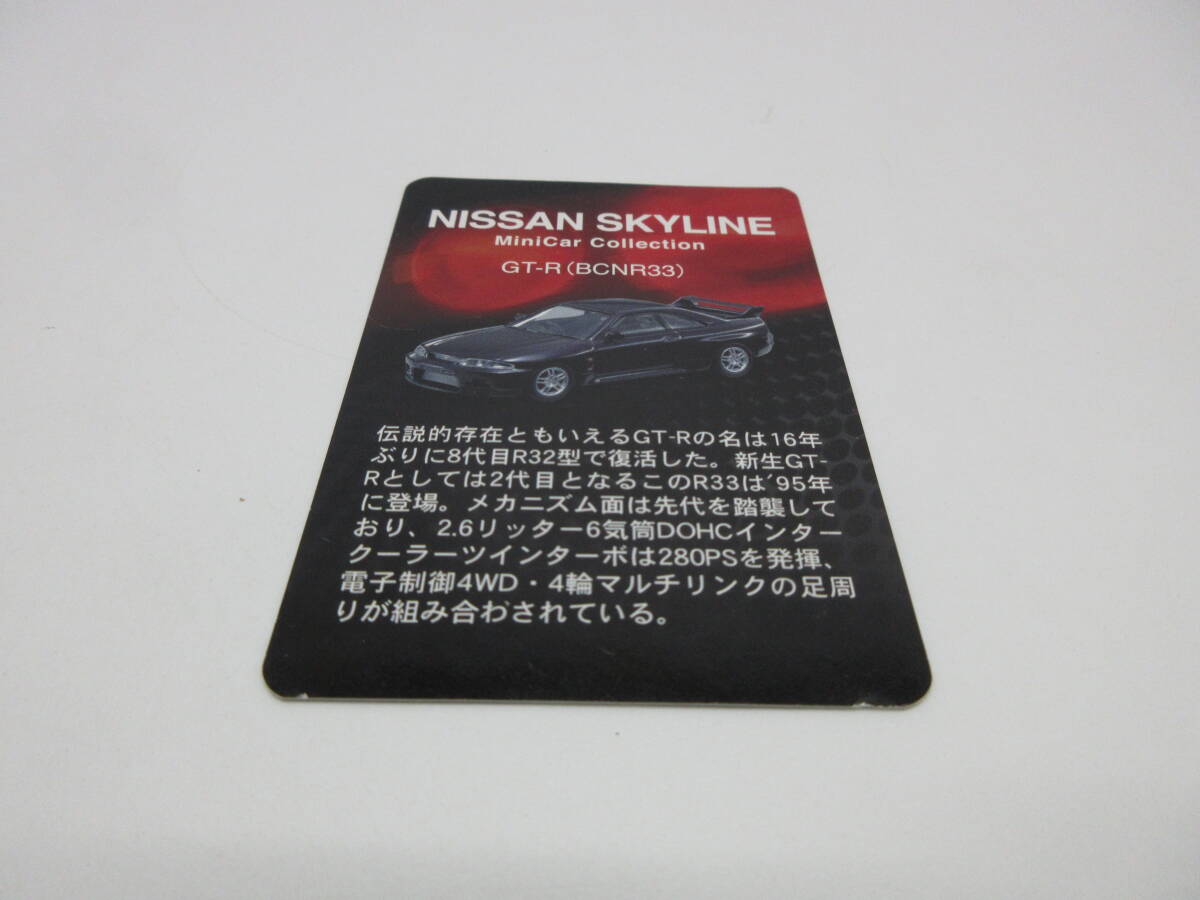 NISSAN SKYLINE
MiniCar Collection
GT-R（BCNR33）
伝説的存在ともいえるGT-Rの名は16年
ぶりに8代目R32型で復活した。新生GT-
Rとしては2代目となるこのR33は'95年
に登場。メカニズム面は先代を踏襲して
おり、2.6リッター6気筒DOHCインター
クーラーツインターボは280PSを発揮、
電子制御4WD・4輪マルチリンクの足周
りが組み合わされている。